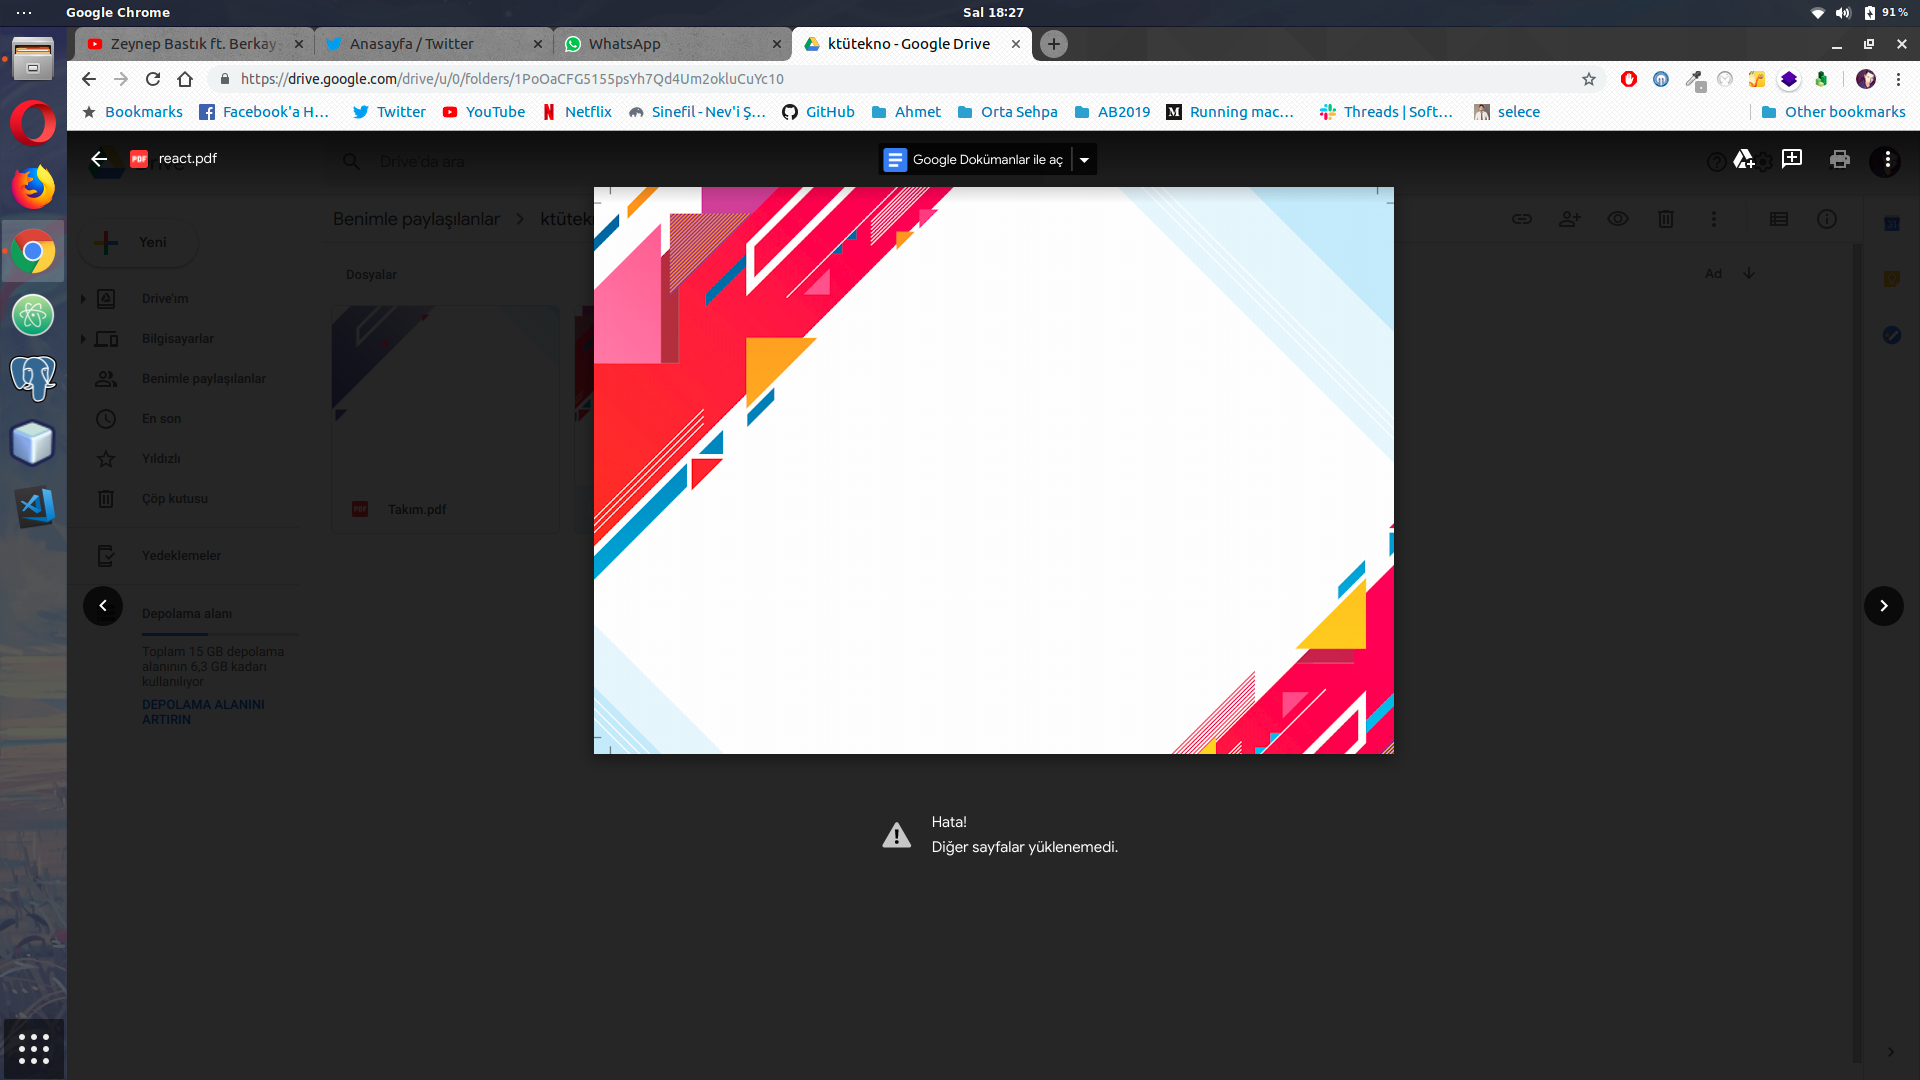 Google Chrome
Sal 18:27
91 %
Zeynep Bastık ft. Berkay
Anasayfa / Twitter
WhatsApp
ktütekno - Google Drive
https://drive.google.com/drive/u/0/folders/1PoOaCFG5155psYh7Qd4Um2okluCuYc10
Bookmarks
Facebook'a H...
Twitter
YouTube
Netflix
Sinefil - Nev'i Ş...
GitHub
Ahmet
Orta Sehpa
AB2019
Running mac...
Threads | Soft...
selece
Other bookmarks
PDF
react.pdf
Drive'da ara
Google Dokümanlar ile aç
Yeni
Benimle paylaşılanlar
ktütek
Dosyalar
Ad
Drive'ım
Bilgisayarlar
Benimle paylaşılanlar
En son
Yıldızlı
Çöp kutusu
Takım.pdf
Yedeklemeler
Depolama alanı
Toplam 15 GB depolama
alanının 6,3 GB kadarı
kullanılıyor
DEPOLAMA ALANINI
ARTIRIN
Hata!
Diğer sayfalar yüklenemedi.